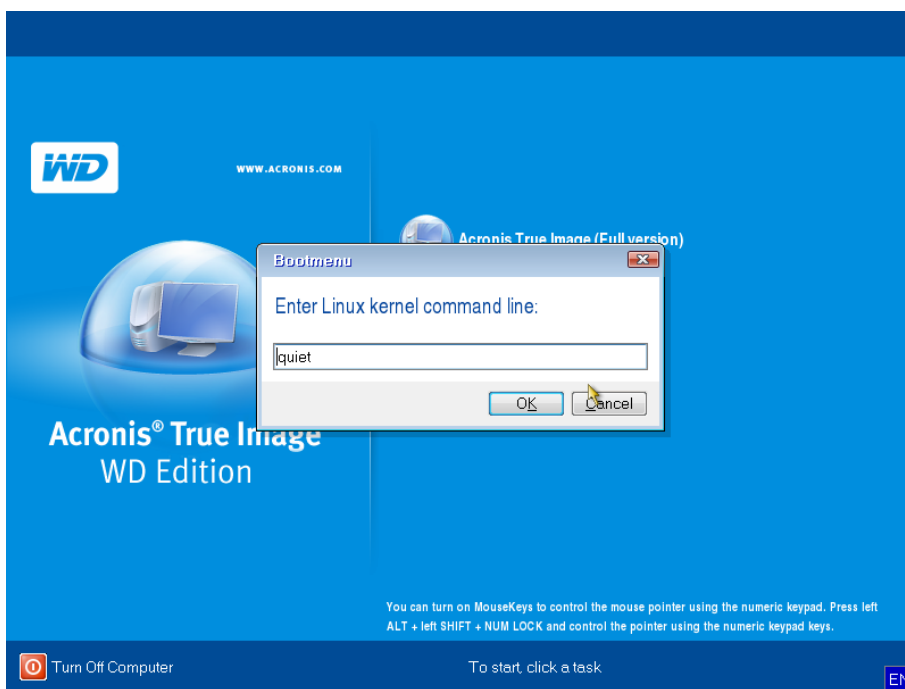 WD
WWW.ACRONIS.COM
Acronis True Image (Full version)
Bootmenu
Enter Linux kernel command line:
quiet
OK
Cancel
Acronis® True Image
WD Edition
You can turn on MouseKeys to control the mouse pointer using the numeric keypad. Press left
ALT + left SHIFT + NUM LOCK and control the pointer using the numeric keypad keys.
Turn Off Computer
To start, click a task
EN